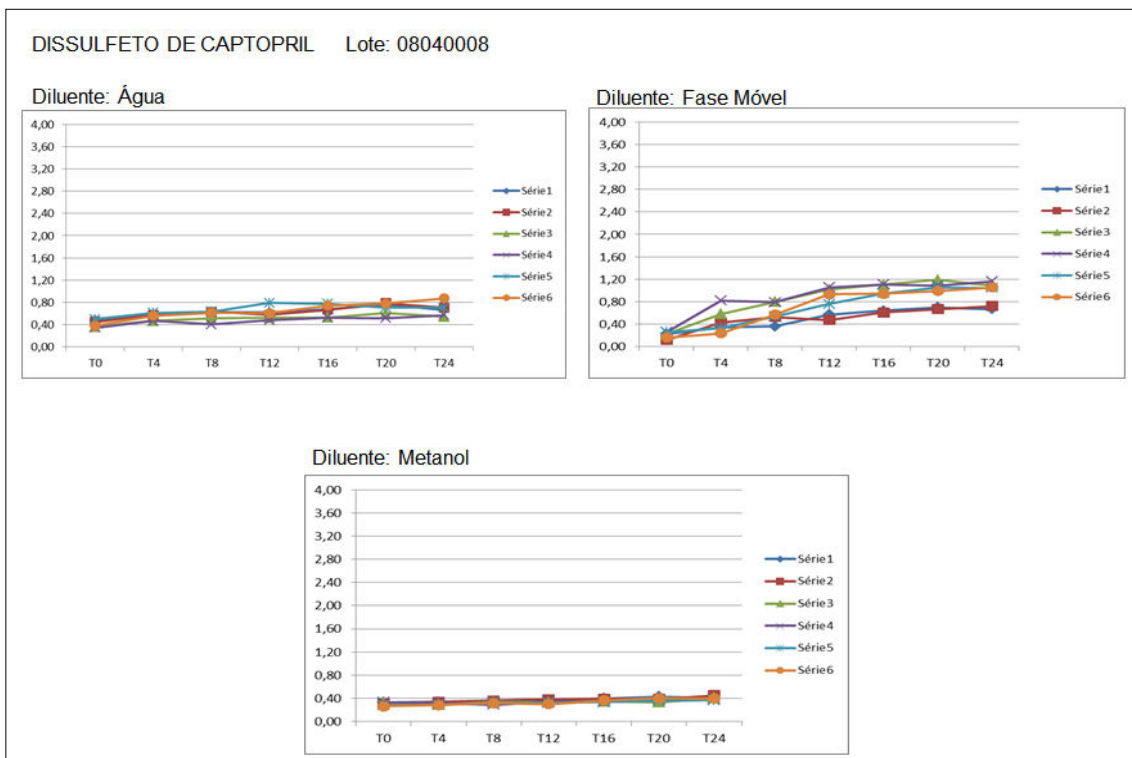 DISSULFETO DE CAPTOPRIL Lote: 08040008
Diluente: Água
4,00
3,60
3,20
2,80
2,40
2,00
1,60
1,20
0,80
0,40
0,00
T0 T4 T8 T12 T16 T20 T24
Série1
Série2
Série3
Série4
Série5
Série6
Diluente: Fase Móvel
4,00
3,60
3,20
2,80
2,40
2,00
1,60
1,20
0,80
0,40
0,00
T0 T4 T8 T12 T16 T20 T24
Série1
Série2
Série3
Série4
Série5
Série6
Diluente: Metanol
4,00
3,60
3,20
2,80
2,40
2,00
1,60
1,20
0,80
0,40
0,00
T0 T4 T8 T12 T16 T20 T24
Série1
Série2
Série3
Série4
Série5
Série6